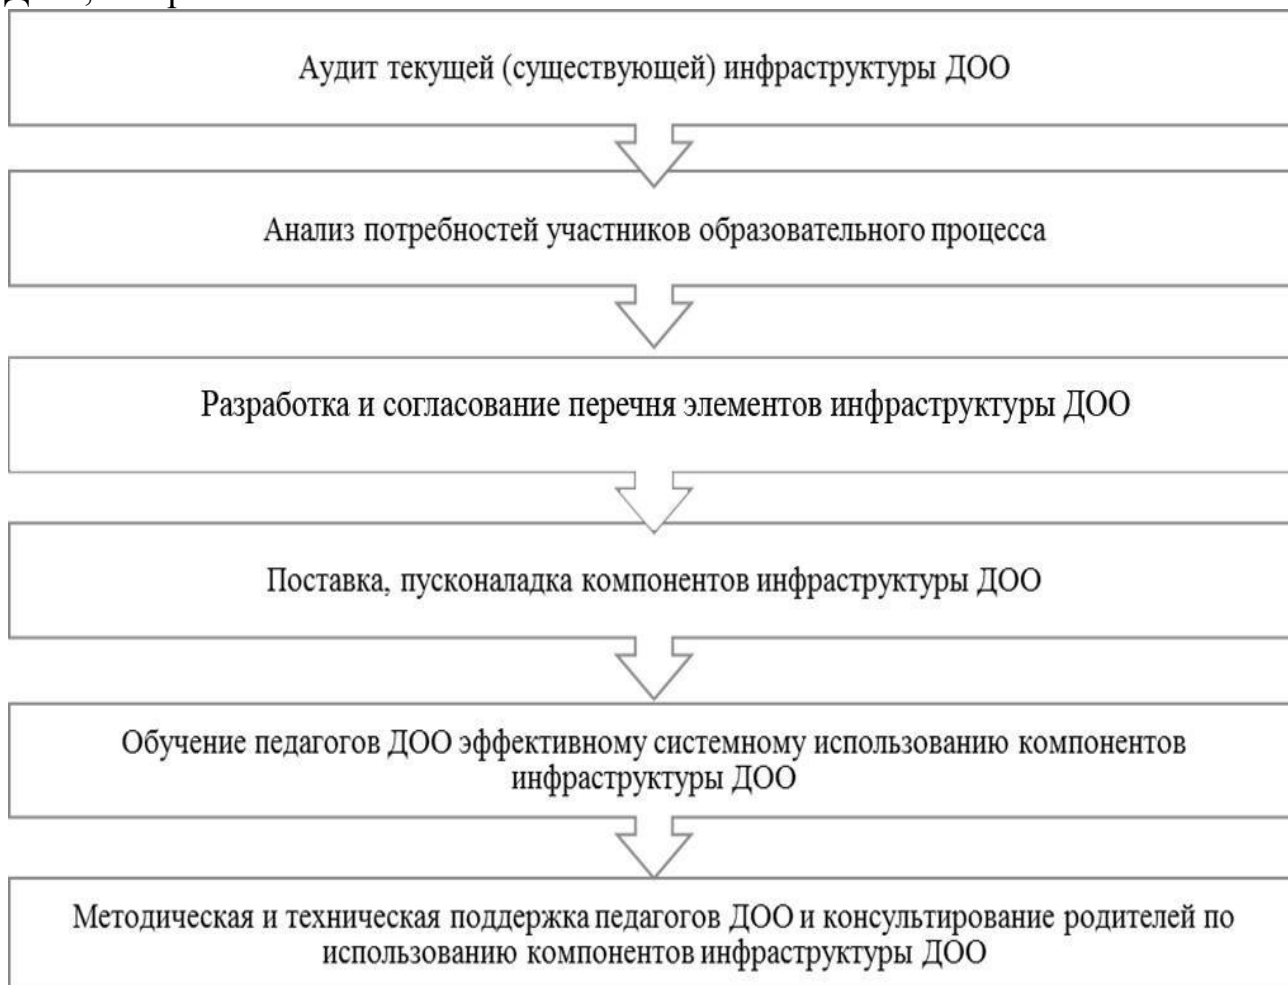 Аудит текущей (существующей) инфраструктуры ДОО
Анализ потребностей участников образовательного процесса
Разработка и согласование перечня элементов инфраструктуры ДОО
Поставка, пусконаладка компонентов инфраструктуры ДОО
Обучение педагогов ДОО эффективному системному использованию компонентов
инфраструктуры ДОО
Методическая и техническая поддержка педагогов ДОО и консультирование родителей по
использованию компонентов инфраструктуры ДОО